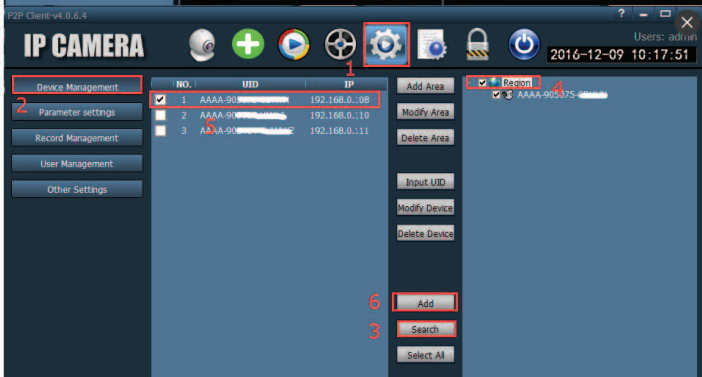 P2P Client-v4.0.6.4
IP CAMERA
Users: admin
2016-12-09 10:17:51
1
Device Management
2
Parameter settings
Record Management
User Management
Other Settings
NO. UID IP
1 192.168.0.:08
2 192.168.0.:10
3 192.168.0.:11
Add Area
Modify Area
Delete Area
Input UID
Modify Device
Delete Device
6 Add
3 Search
Select All
Region 4